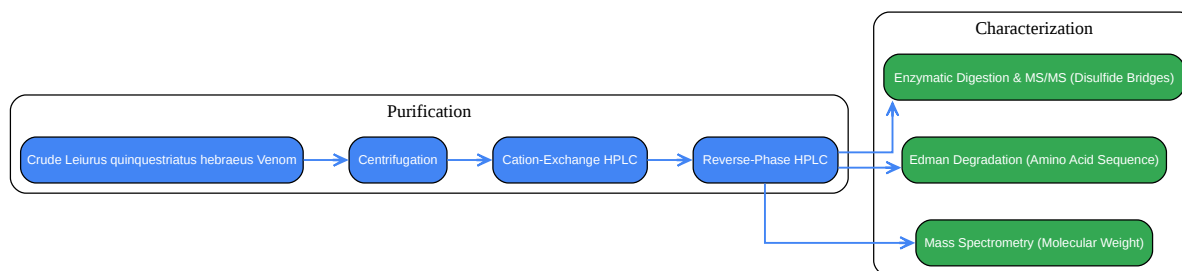 Purification
Crude Leiurus quinquestriatus hebraeus Venom
Centrifugation
Cation-Exchange HPLC
Reverse-Phase HPLC
Characterization
Enzymatic Digestion & MS/MS (Disulfide Bridges)
Edman Degradation (Amino Acid Sequence)
Mass Spectrometry (Molecular Weight)